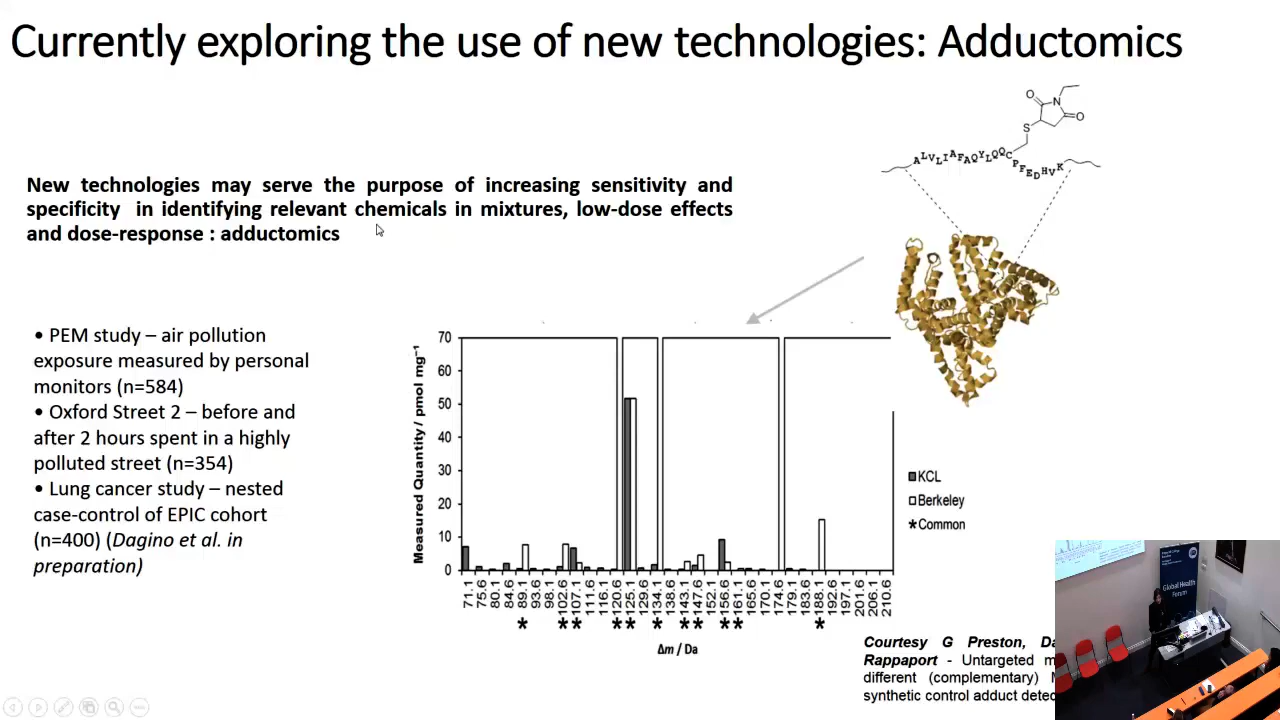 Currently exploring the use of new technologies: Adductomics
New technologies may serve the purpose of increasing sensitivity and
specificity in identifying relevant chemicals in mixtures, low-dose effects
and dose-response : adductomics
• PEM study – air pollution
exposure measured by personal
monitors (n=584)
• Oxford Street 2 – before and
after 2 hours spent in a highly
polluted street (n=354)
• Lung cancer study – nested
case-control of EPIC cohort
(n=400) (Dagino et al. in
preparation)
O
N
O
S
ALVLIAFAQYLQQCPFEDHVK
Measured Quantity / pmol mg⁻¹
70
60
50
40
30
20
10
0
71.1
75.6
80.1
84.6
89.1
93.6
98.1
102.6
107.1
111.6
116.1
120.6
125.1
129.6
134.1
138.6
143.1
147.6
152.1
156.6
161.1
165.6
170.1
174.6
179.1
183.6
188.1
192.6
197.1
201.6
206.1
210.6
* * * * * * * * * * *
Δm / Da
KCL
Berkeley
*Common
Courtesy G Preston, Da
Rappaport - Untargeted m
different (complementary)
synthetic control adduct detec
Global Health
Forum